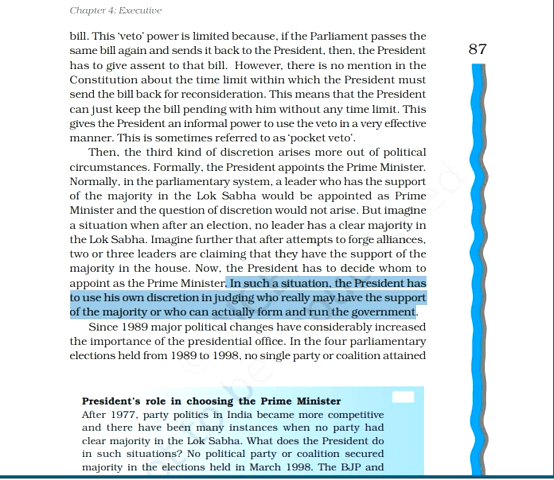 Chapter 4: Executive
bill. This ‘veto’ power is limited because, if the Parliament passes the
same bill again and sends it back to the President, then, the President
has to give assent to that bill. However, there is no mention in the
Constitution about the time limit within which the President must
send the bill back for reconsideration. This means that the President
can just keep the bill pending with him without any time limit. This
gives the President an informal power to use the veto in a very effective
manner. This is sometimes referred to as ‘pocket veto’.
Then, the third kind of discretion arises more out of political
circumstances. Formally, the President appoints the Prime Minister.
Normally, in the parliamentary system, a leader who has the support
of the majority in the Lok Sabha would be appointed as Prime
Minister and the question of discretion would not arise. But imagine
a situation when after an election, no leader has a clear majority in
the Lok Sabha. Imagine further that after attempts to forge alliances,
two or three leaders are claiming that they have the support of the
majority in the house. Now, the President has to decide whom to
appoint as the Prime Minister. In such a situation, the President has
to use his own discretion in judging who really may have the support
of the majority or who can actually form and run the government.
Since 1989 major political changes have considerably increased
the importance of the presidential office. In the four parliamentary
elections held from 1989 to 1998, no single party or coalition attained
87
President’s role in choosing the Prime Minister
After 1977, party politics in India became more competitive
and there have been many instances when no party had
clear majority in the Lok Sabha. What does the President do
in such situations? No political party or coalition secured
majority in the elections held in March 1998. The BJP and